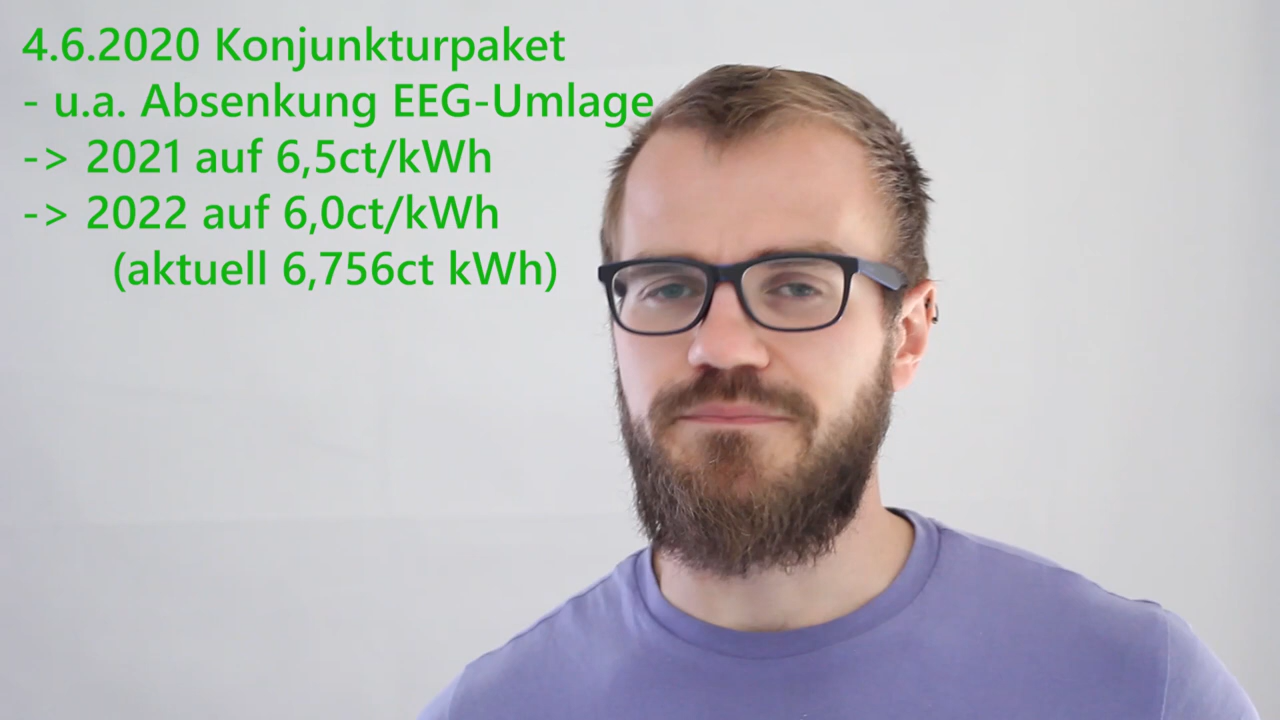 4.6.2020 Konjunkturpaket
- u.a. Absenkung EEG-Umlage
-> 2021 auf 6,5ct/kWh
-> 2022 auf 6,0ct/kWh
(aktuell 6,756ct kWh)